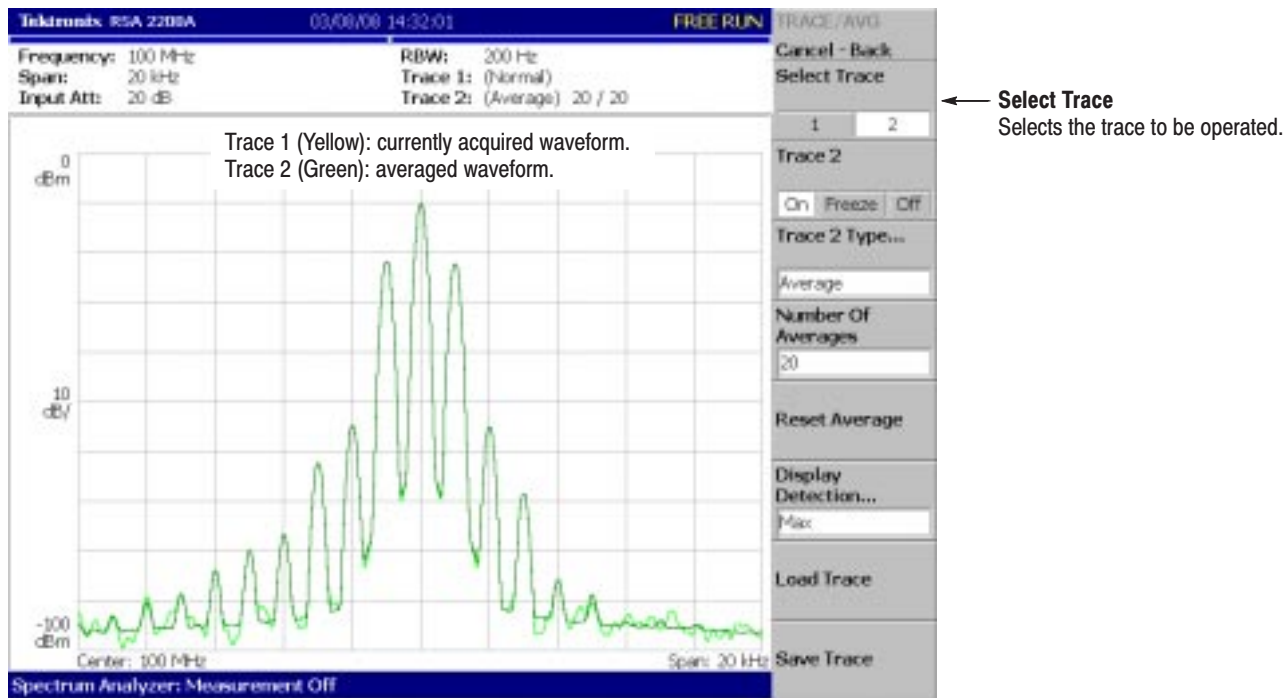 Tektronix RSA 2200A 03/08/08 14:32:01 FREE RUN
Frequency: 100 MHz
Span: 20 kHz
Input Att: 20 dB
RBW: 200 Hz
Trace 1: (Normal)
Trace 2: (Average) 20 / 20
Trace 1 (Yellow): currently acquired waveform.
Trace 2 (Green): averaged waveform.
0
dBm
10
dB/
-100
dBm
Center: 100 MHz Span: 20 kHz
Spectrum Analyzer: Measurement Off
TRACE/AVG
Cancel - Back
Select Trace
1 2
Trace 2
On Freeze Off
Trace 2 Type...
Average
Number Of
Averages
20
Reset Average
Display
Detection...
Max
Load Trace
Save Trace
Select Trace
Selects the trace to be operated.